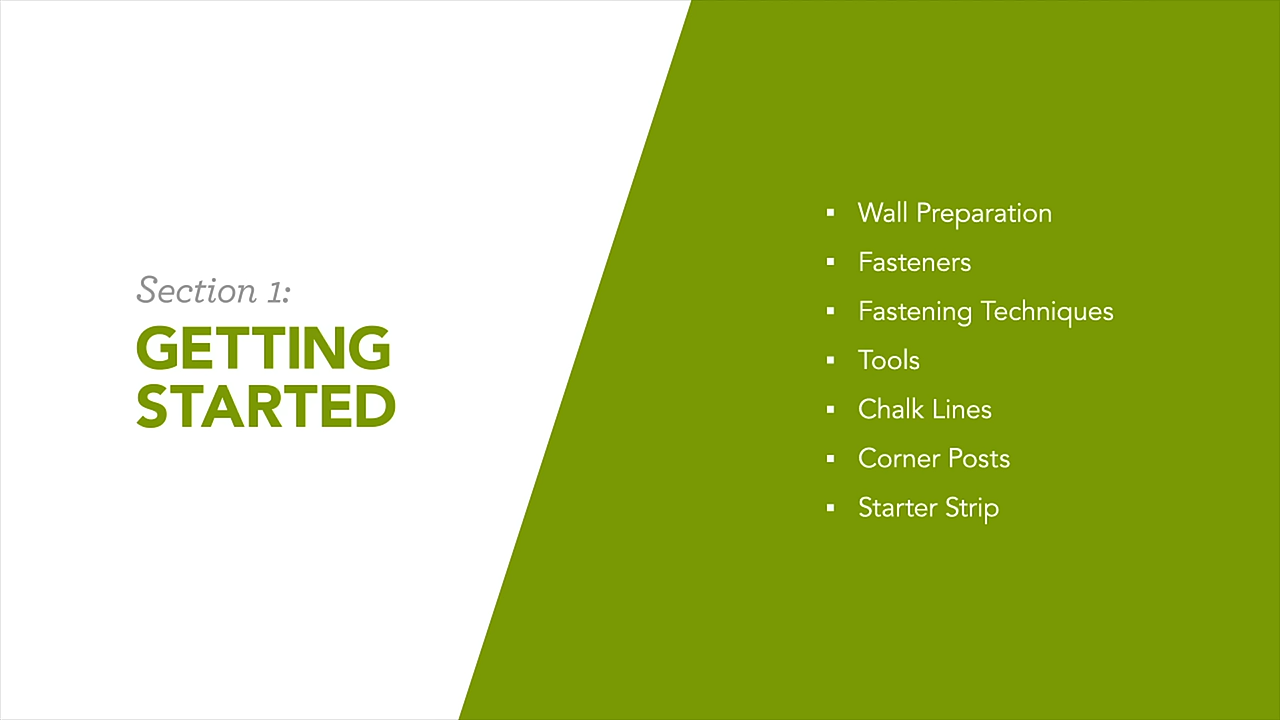 Section 1:
GETTING
STARTED
▪ Wall Preparation
▪ Fasteners
▪ Fastening Techniques
▪ Tools
▪ Chalk Lines
▪ Corner Posts
▪ Starter Strip